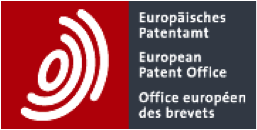 Europäisches
Patentamt
European
Patent Office
Office européen
des brevets